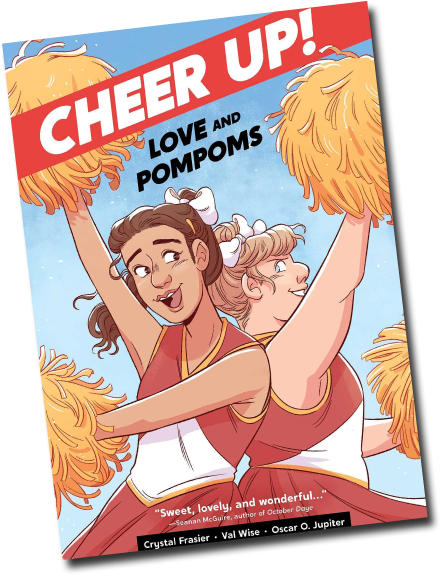 CHEER UP!
LOVE AND
POMPOMS
"Sweet, lovely, and wonderful..."
—Seanan McGuire, author of October Daye
Crystal Frasier · Val Wise · Oscar O. Jupiter